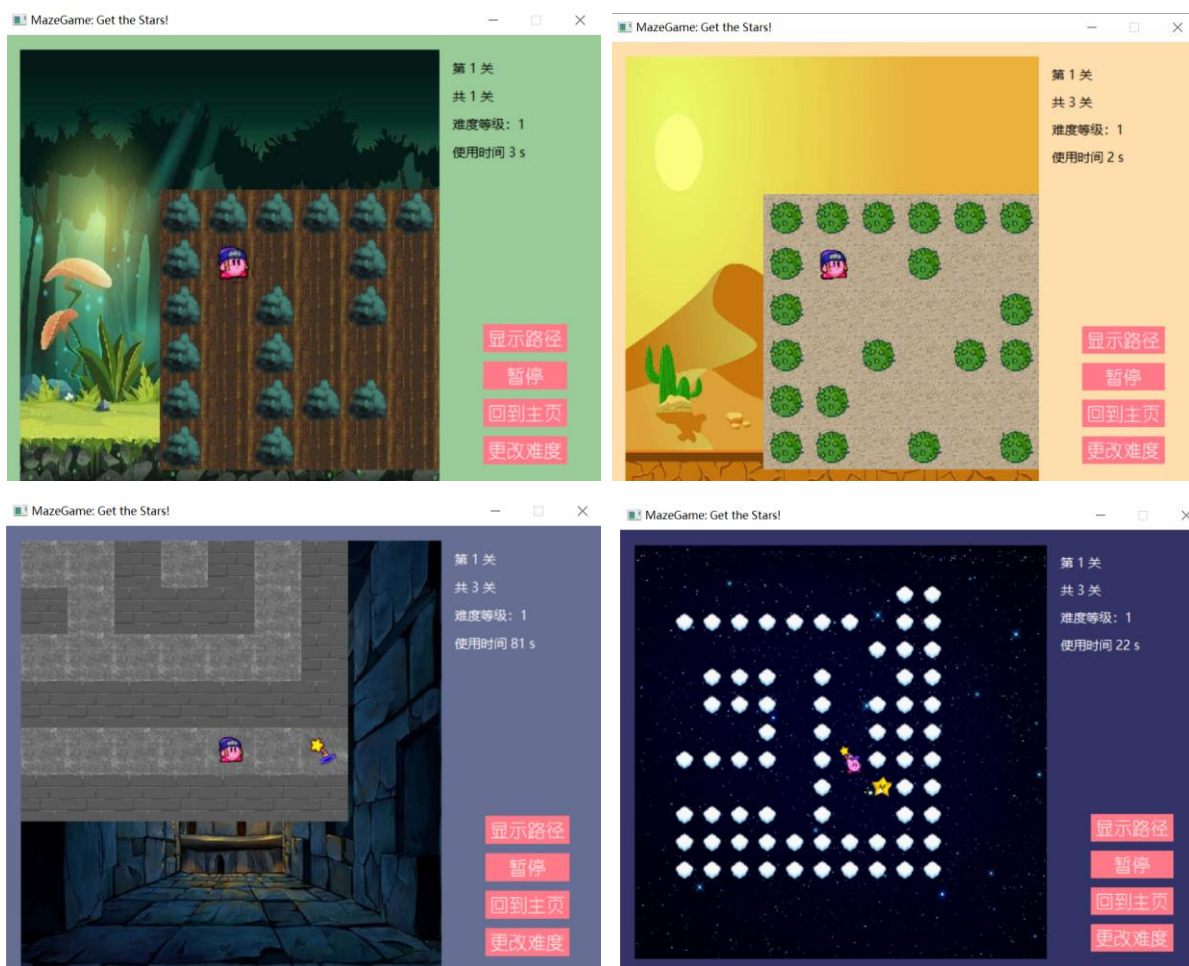 MazeGame: Get the Stars!
第 1 关
共 1 关
难度等级：1
使用时间 3 s
显示路径
暂停
回到主页
更改难度
MazeGame: Get the Stars!
第 1 关
共 3 关
难度等级：1
使用时间 2 s
显示路径
暂停
回到主页
更改难度
MazeGame: Get the Stars!
第 1 关
共 3 关
难度等级：1
使用时间 81 s
显示路径
暂停
回到主页
更改难度
MazeGame: Get the Stars!
第 1 关
共 3 关
难度等级：1
使用时间 22 s
显示路径
暂停
回到主页
更改难度